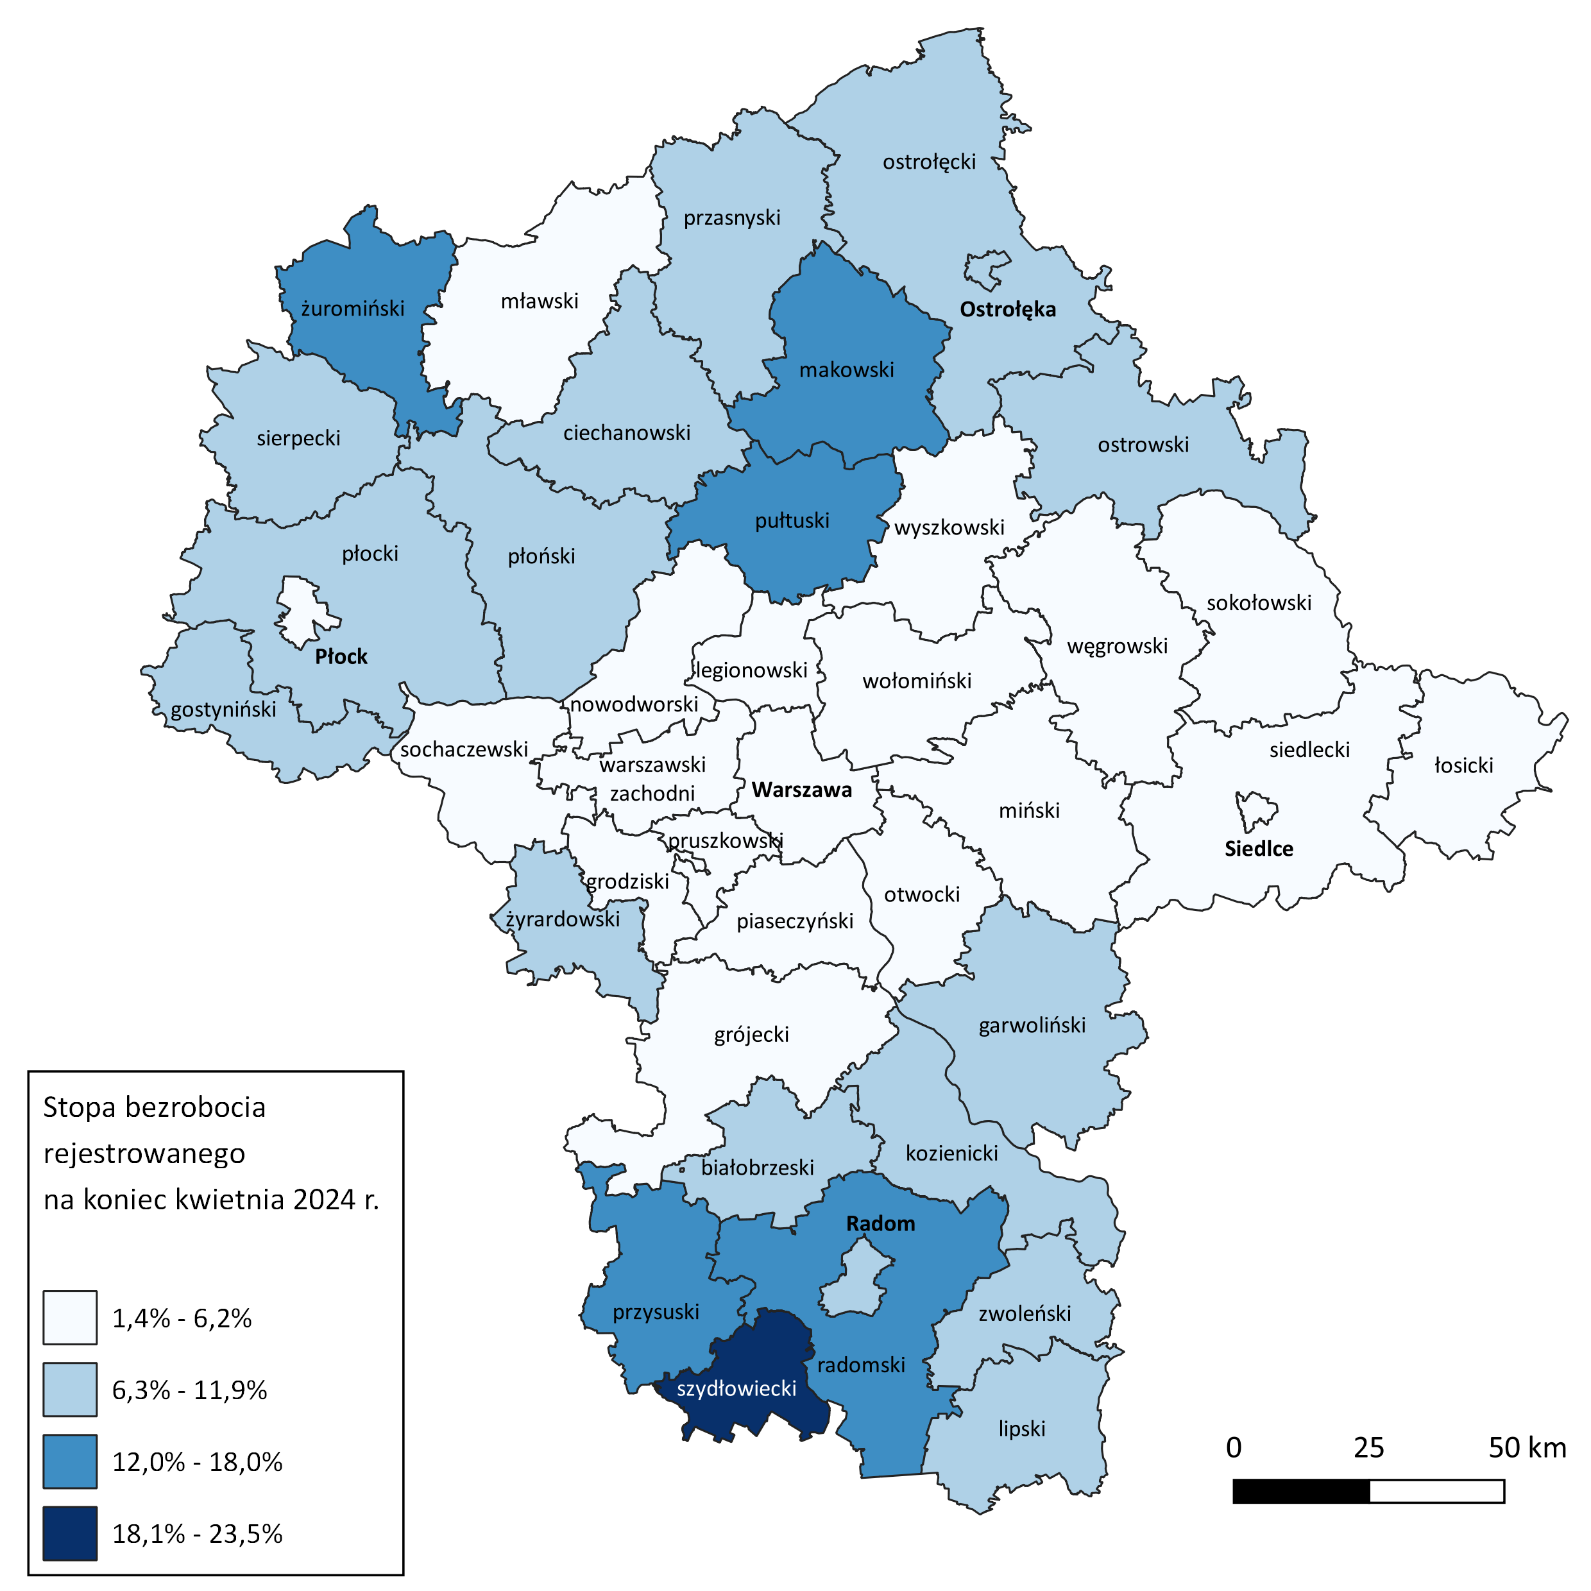 ostrołęcki
przasnyski
mławski
żuromiński
Ostrołęka
makowski
ciechanowski
sierpecki
ostrowski
pułtuski
wyszkowski
płocki
płoński
sokołowski
węgrowski
Płock
legionowski
wołomiński
nowodworski
gostyniński
sochaczewski
siedlecki
warszawski
zachodni
łosicki
Warszawa
miński
pruszkowski
Siedlce
grodziski
otwocki
żyrardowski
piaseczyński
garwoliński
grójecki
kozienicki
białobrzeski
Radom
przysuski
zwoleński
radomski
szydłowiecki
lipski
Stopa bezrobocia
rejestrowanego
na koniec kwietnia 2024 r.
1,4% - 6,2%
6,3% - 11,9%
12,0% - 18,0%
18,1% - 23,5%
0 25 50 km